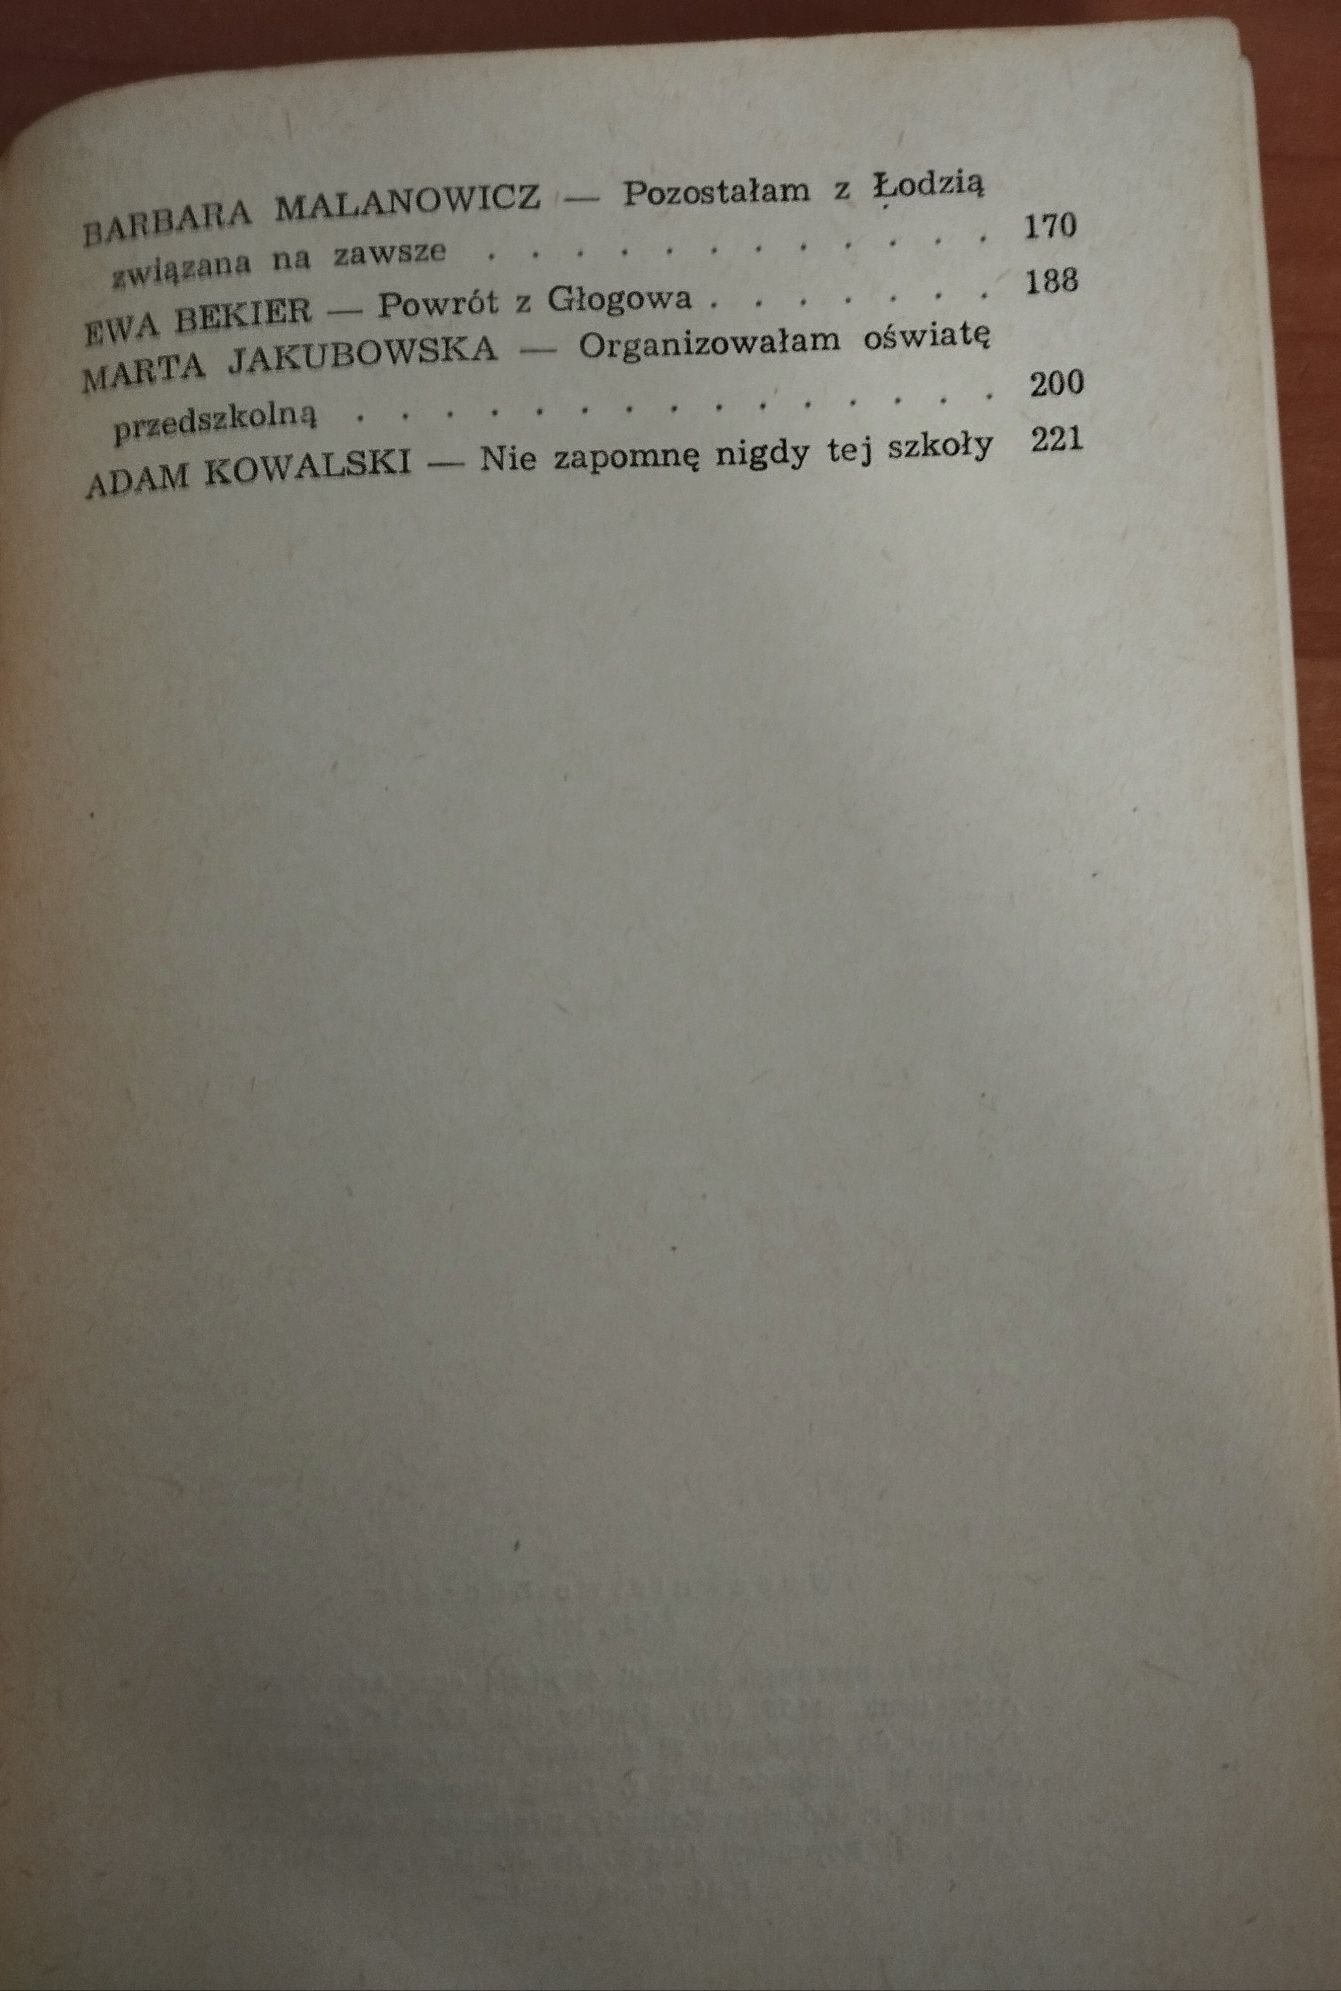 BARBARA MALANOWICZ — Pozostałam z Łodzią
związana na zawsze . . . . . . . . . . . . 170
EWA BEKIER — Powrót z Głogowa . . . . . . . 188
MARTA JAKUBOWSKA — Organizowałam oświatę
przedszkolną . . . . . . . . . . . . . . . 200
ADAM KOWALSKI — Nie zapomnę nigdy tej szkoły 221